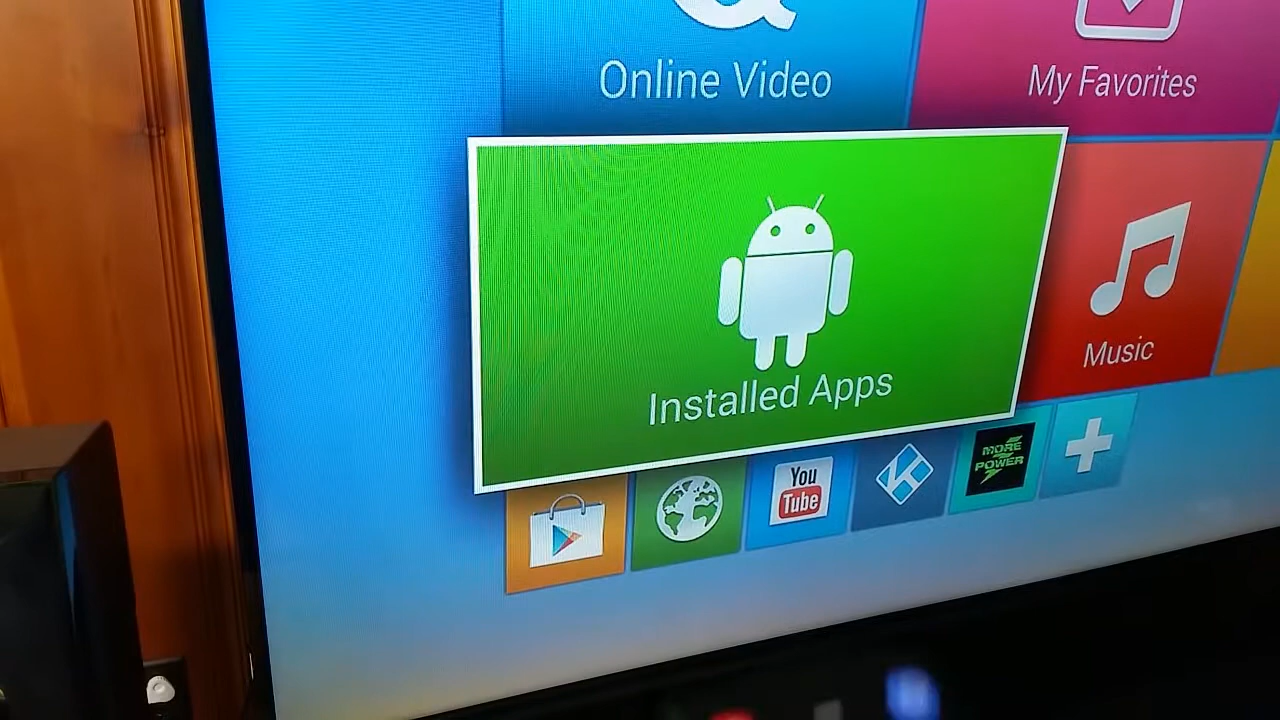 Online Video
My Favorites
Installed Apps
Music
You
Tube
MORE
POWER